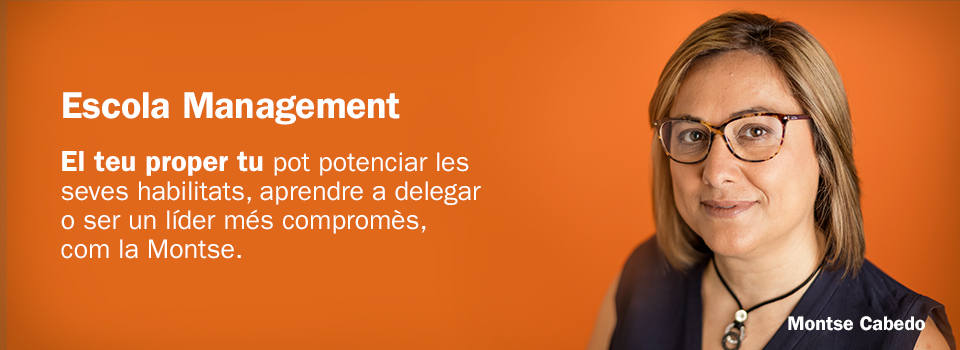 Escola Management
El teu proper tu pot potenciar les
seves habilitats, aprendre a delegar
o ser un líder més compromès,
com la Montse.
Montse Cabedo